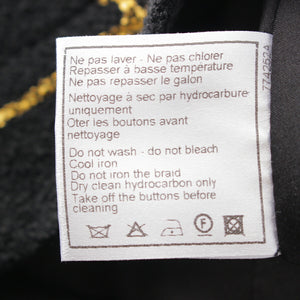 Ne pas laver - Ne pas chlorer
Repasser à basse température
Ne pas repasser le galon
Nettoyage à sec par hydrocarbure
uniquement
Oter les boutons avant
nettoyage
Do not wash - do not bleach
Cool iron
Do not iron the braid
Dry clean hydrocarbon only
Take off the buttons before
cleaning
F